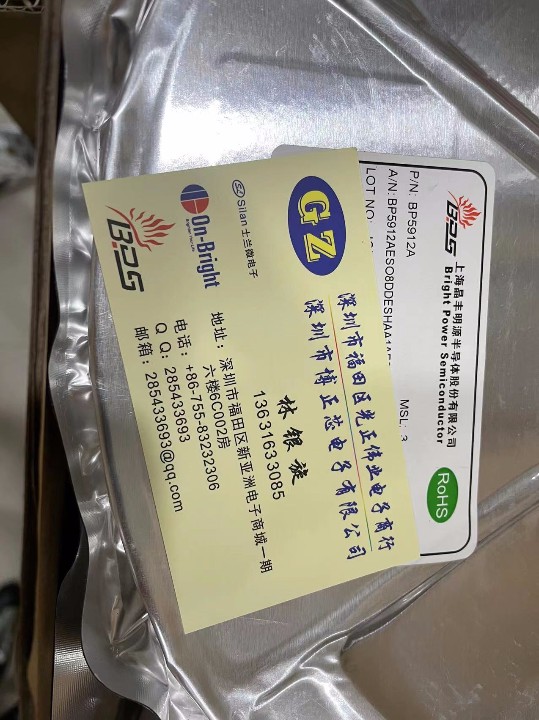 BPS
上海晶丰明源半导体股份有限公司
Bright Power Semiconductor
P/N: BP5912A
A/N: BP5912AESO8DDESHAA
LOT NO:
MSL: 3
RoHS
GZ
深圳市福田区光正伟业电子商行
深圳市博正芯电子有限公司
Silan 士兰微电子
On-Bright
BPS
林银旋
13631633085
地址: 深圳市福田区新亚洲电子商城一期
六楼6C002房
电话: +86-755-83232306
Q Q: 285433693
邮箱: 285433693@qq.com